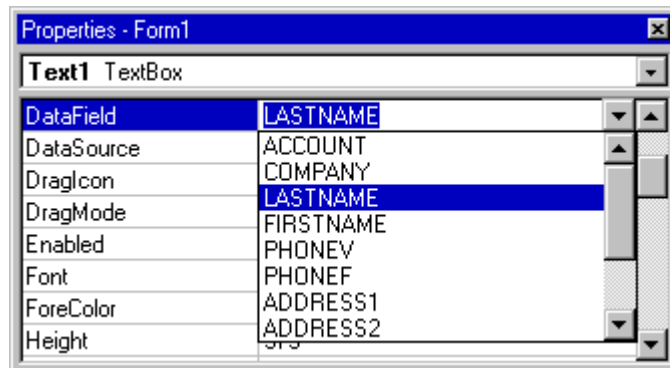 Properties - Form1
Text1 TextBox
DataField LASTNAME
DataSource ACCOUNT
COMPANY
DragIcon LASTNAME
DragMode FIRSTNAME
Enabled PHONEV
Font PHONEF
ForeColor ADDRESS1
ADDRESS2
Height